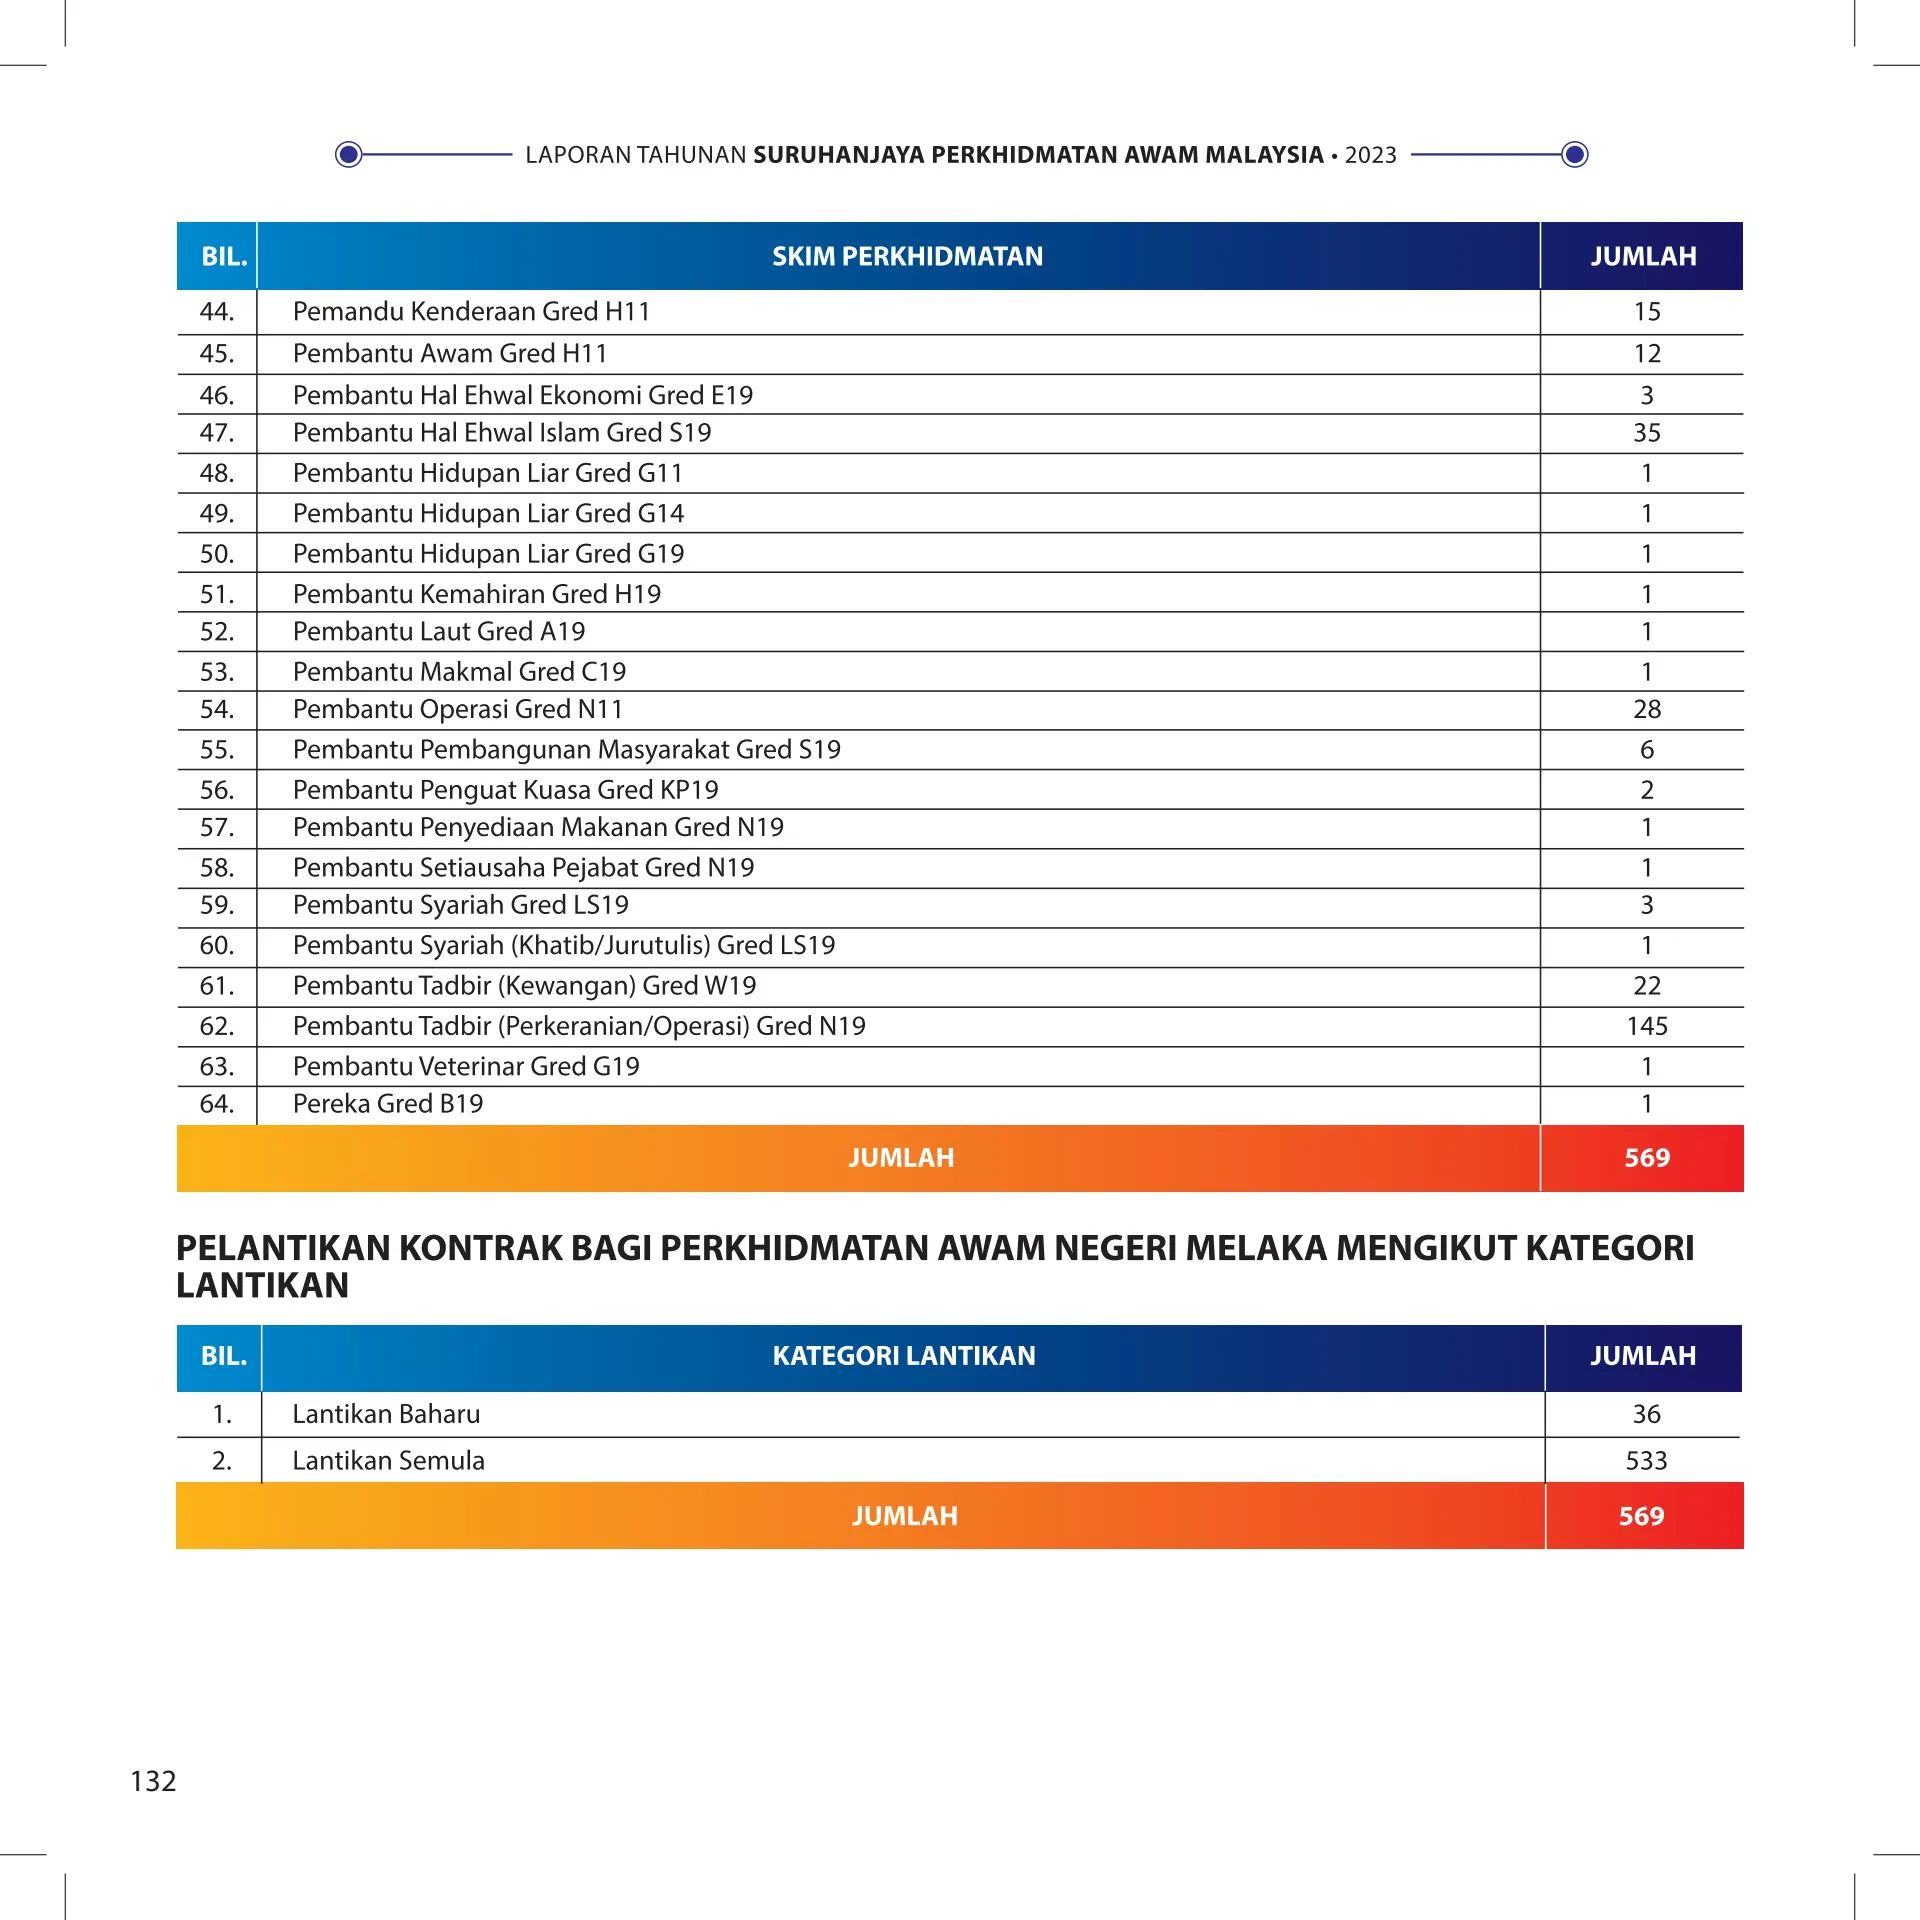 LAPORAN TAHUNAN SURUHANJAYA PERKHIDMATAN AWAM MALAYSIA • 2023
BIL. SKIM PERKHIDMATAN JUMLAH
44. Pemandu Kenderaan Gred H11 15
45. Pembantu Awam Gred H11 12
46. Pembantu Hal Ehwal Ekonomi Gred E19 3
47. Pembantu Hal Ehwal Islam Gred S19 35
48. Pembantu Hidupan Liar Gred G11 1
49. Pembantu Hidupan Liar Gred G14 1
50. Pembantu Hidupan Liar Gred G19 1
51. Pembantu Kemahiran Gred H19 1
52. Pembantu Laut Gred A19 1
53. Pembantu Makmal Gred C19 1
54. Pembantu Operasi Gred N11 28
55. Pembantu Pembangunan Masyarakat Gred S19 6
56. Pembantu Penguat Kuasa Gred KP19 2
57. Pembantu Penyediaan Makanan Gred N19 1
58. Pembantu Setiausaha Pejabat Gred N19 1
59. Pembantu Syariah Gred LS19 3
60. Pembantu Syariah (Khatib/Jurutulis) Gred LS19 1
61. Pembantu Tadbir (Kewangan) Gred W19 22
62. Pembantu Tadbir (Perkeranian/Operasi) Gred N19 145
63. Pembantu Veterinar Gred G19 1
64. Pereka Gred B19 1
JUMLAH 569
PELANTIKAN KONTRAK BAGI PERKHIDMATAN AWAM NEGERI MELAKA MENGIKUT KATEGORI
LANTIKAN
BIL. KATEGORI LANTIKAN JUMLAH
1. Lantikan Baharu 36
2. Lantikan Semula 533
JUMLAH 569
132